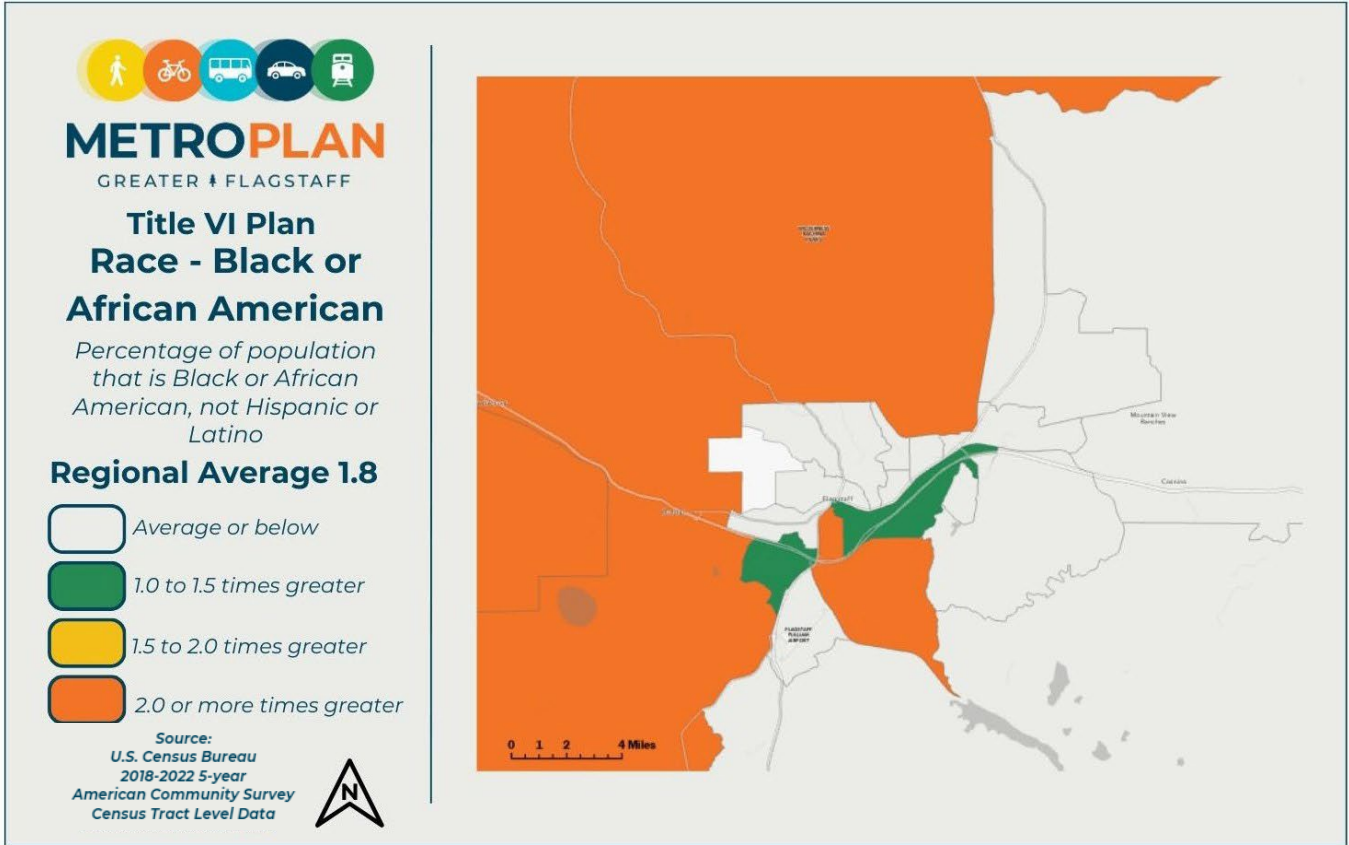 METROPLAN
GREATER FLAGSTAFF
Title VI Plan
Race - Black or
African American
Percentage of population
that is Black or African
American, not Hispanic or
Latino
Regional Average 1.8
Average or below
1.0 to 1.5 times greater
1.5 to 2.0 times greater
2.0 or more times greater
Source:
U.S. Census Bureau
2018-2022 5-year
American Community Survey
Census Tract Level Data
N
Mountain View
Ranches
Flagstaff
FLAGSTAFF
PULLIAM
AIRPORT
0 1 2 4 Miles